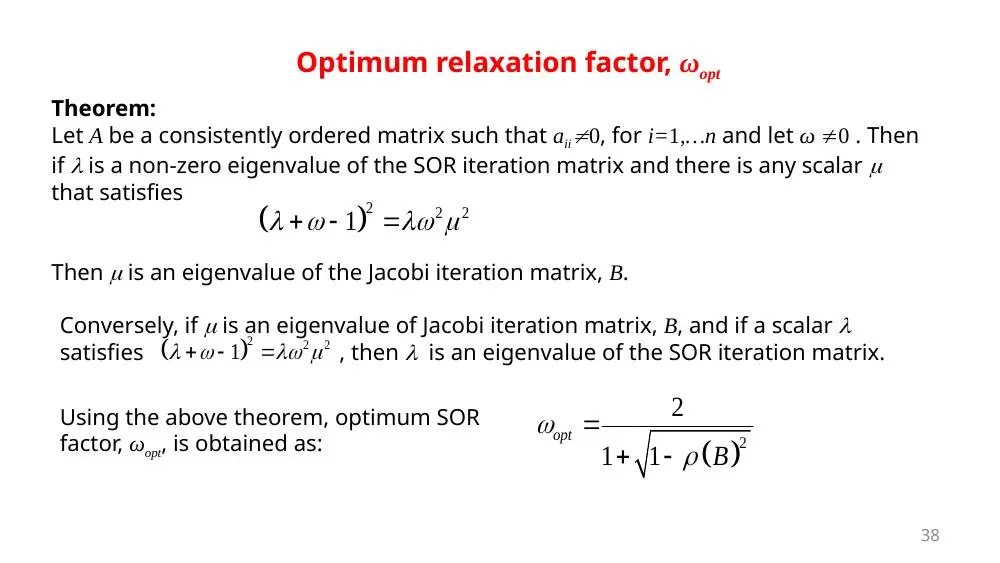 Optimum relaxation factor, ω_opt
Theorem:
Let A be a consistently ordered matrix such that a_ii≠0, for i=1,…n and let ω ≠0 . Then
if λ is a non-zero eigenvalue of the SOR iteration matrix and there is any scalar μ
that satisfies
(λ + ω − 1)² = λω²μ²
Then μ is an eigenvalue of the Jacobi iteration matrix, B.
Conversely, if μ is an eigenvalue of Jacobi iteration matrix, B, and if a scalar λ
satisfies (λ + ω − 1)² = λω²μ² , then λ is an eigenvalue of the SOR iteration matrix.
Using the above theorem, optimum SOR
factor, ω_opt, is obtained as:
ω_opt = 2 / (1 + √(1 − ρ(B)²))
38